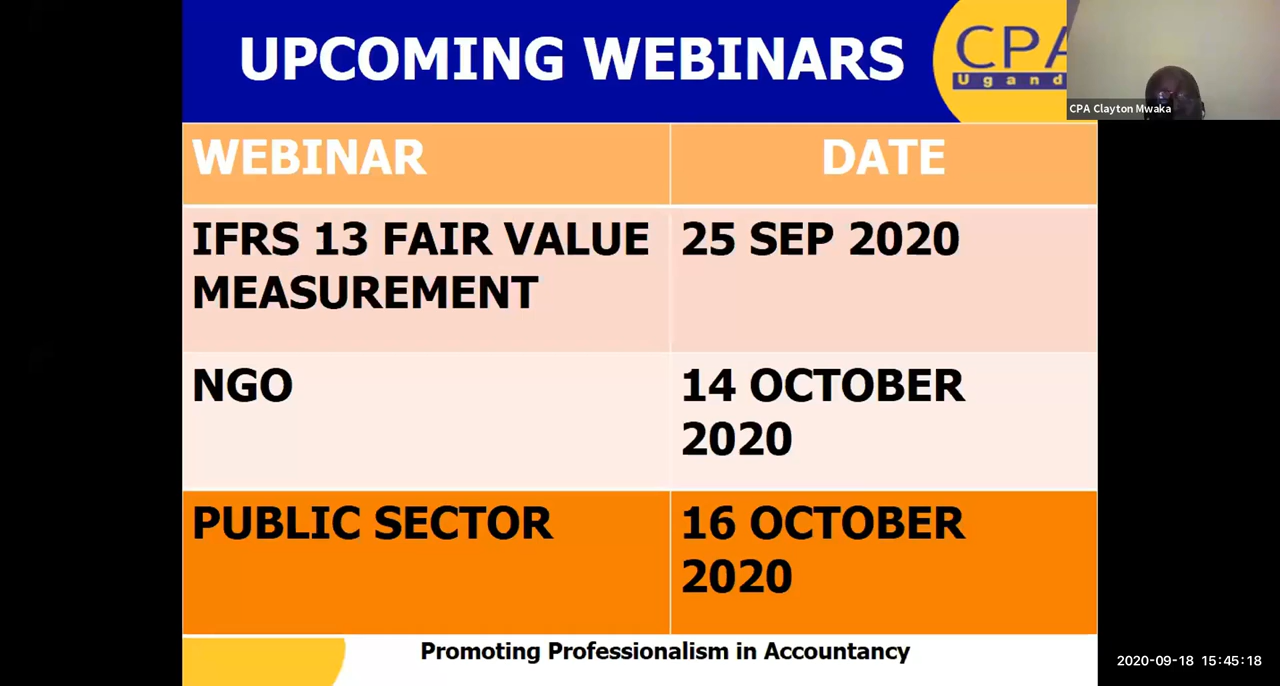 UPCOMING WEBINARS
CPA
Ugand
CPA Clayton Mwaka
WEBINAR
DATE
IFRS 13 FAIR VALUE
MEASUREMENT
25 SEP 2020
NGO
14 OCTOBER
2020
PUBLIC SECTOR
16 OCTOBER
2020
Promoting Professionalism in Accountancy
2020-09-18 15:45:18